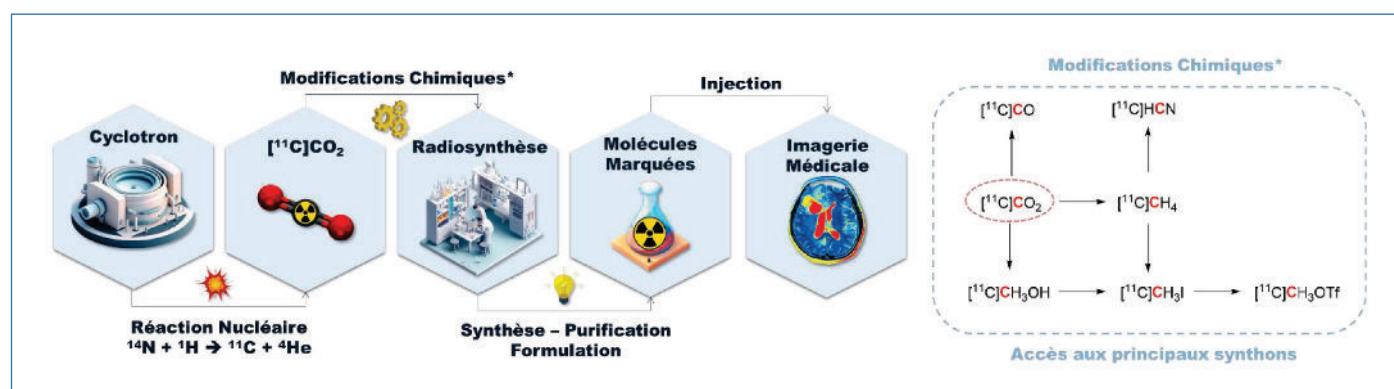 Modifications Chimiques*
Injection
Cyclotron
[¹¹C]CO₂
Radiosynthèse
Molécules
Marquées
Imagerie
Médicale
Réaction Nucléaire
¹⁴N + ¹H → ¹¹C + ⁴He
Synthèse – Purification
Formulation
Modifications Chimiques*
[¹¹C]CO
[¹¹C]HCN
[¹¹C]CO₂
[¹¹C]CH₄
[¹¹C]CH₃OH
[¹¹C]CH₃I
[¹¹C]CH₃OTf
Accès aux principaux synthons